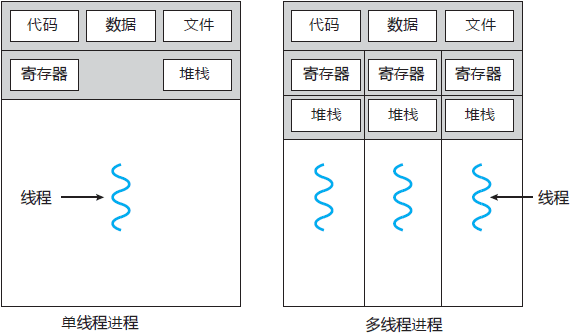 代码 数据 文件
寄存器 堆栈
线程
单线程进程
代码 数据 文件
寄存器 寄存器 寄存器
堆栈 堆栈 堆栈
线程
多线程进程